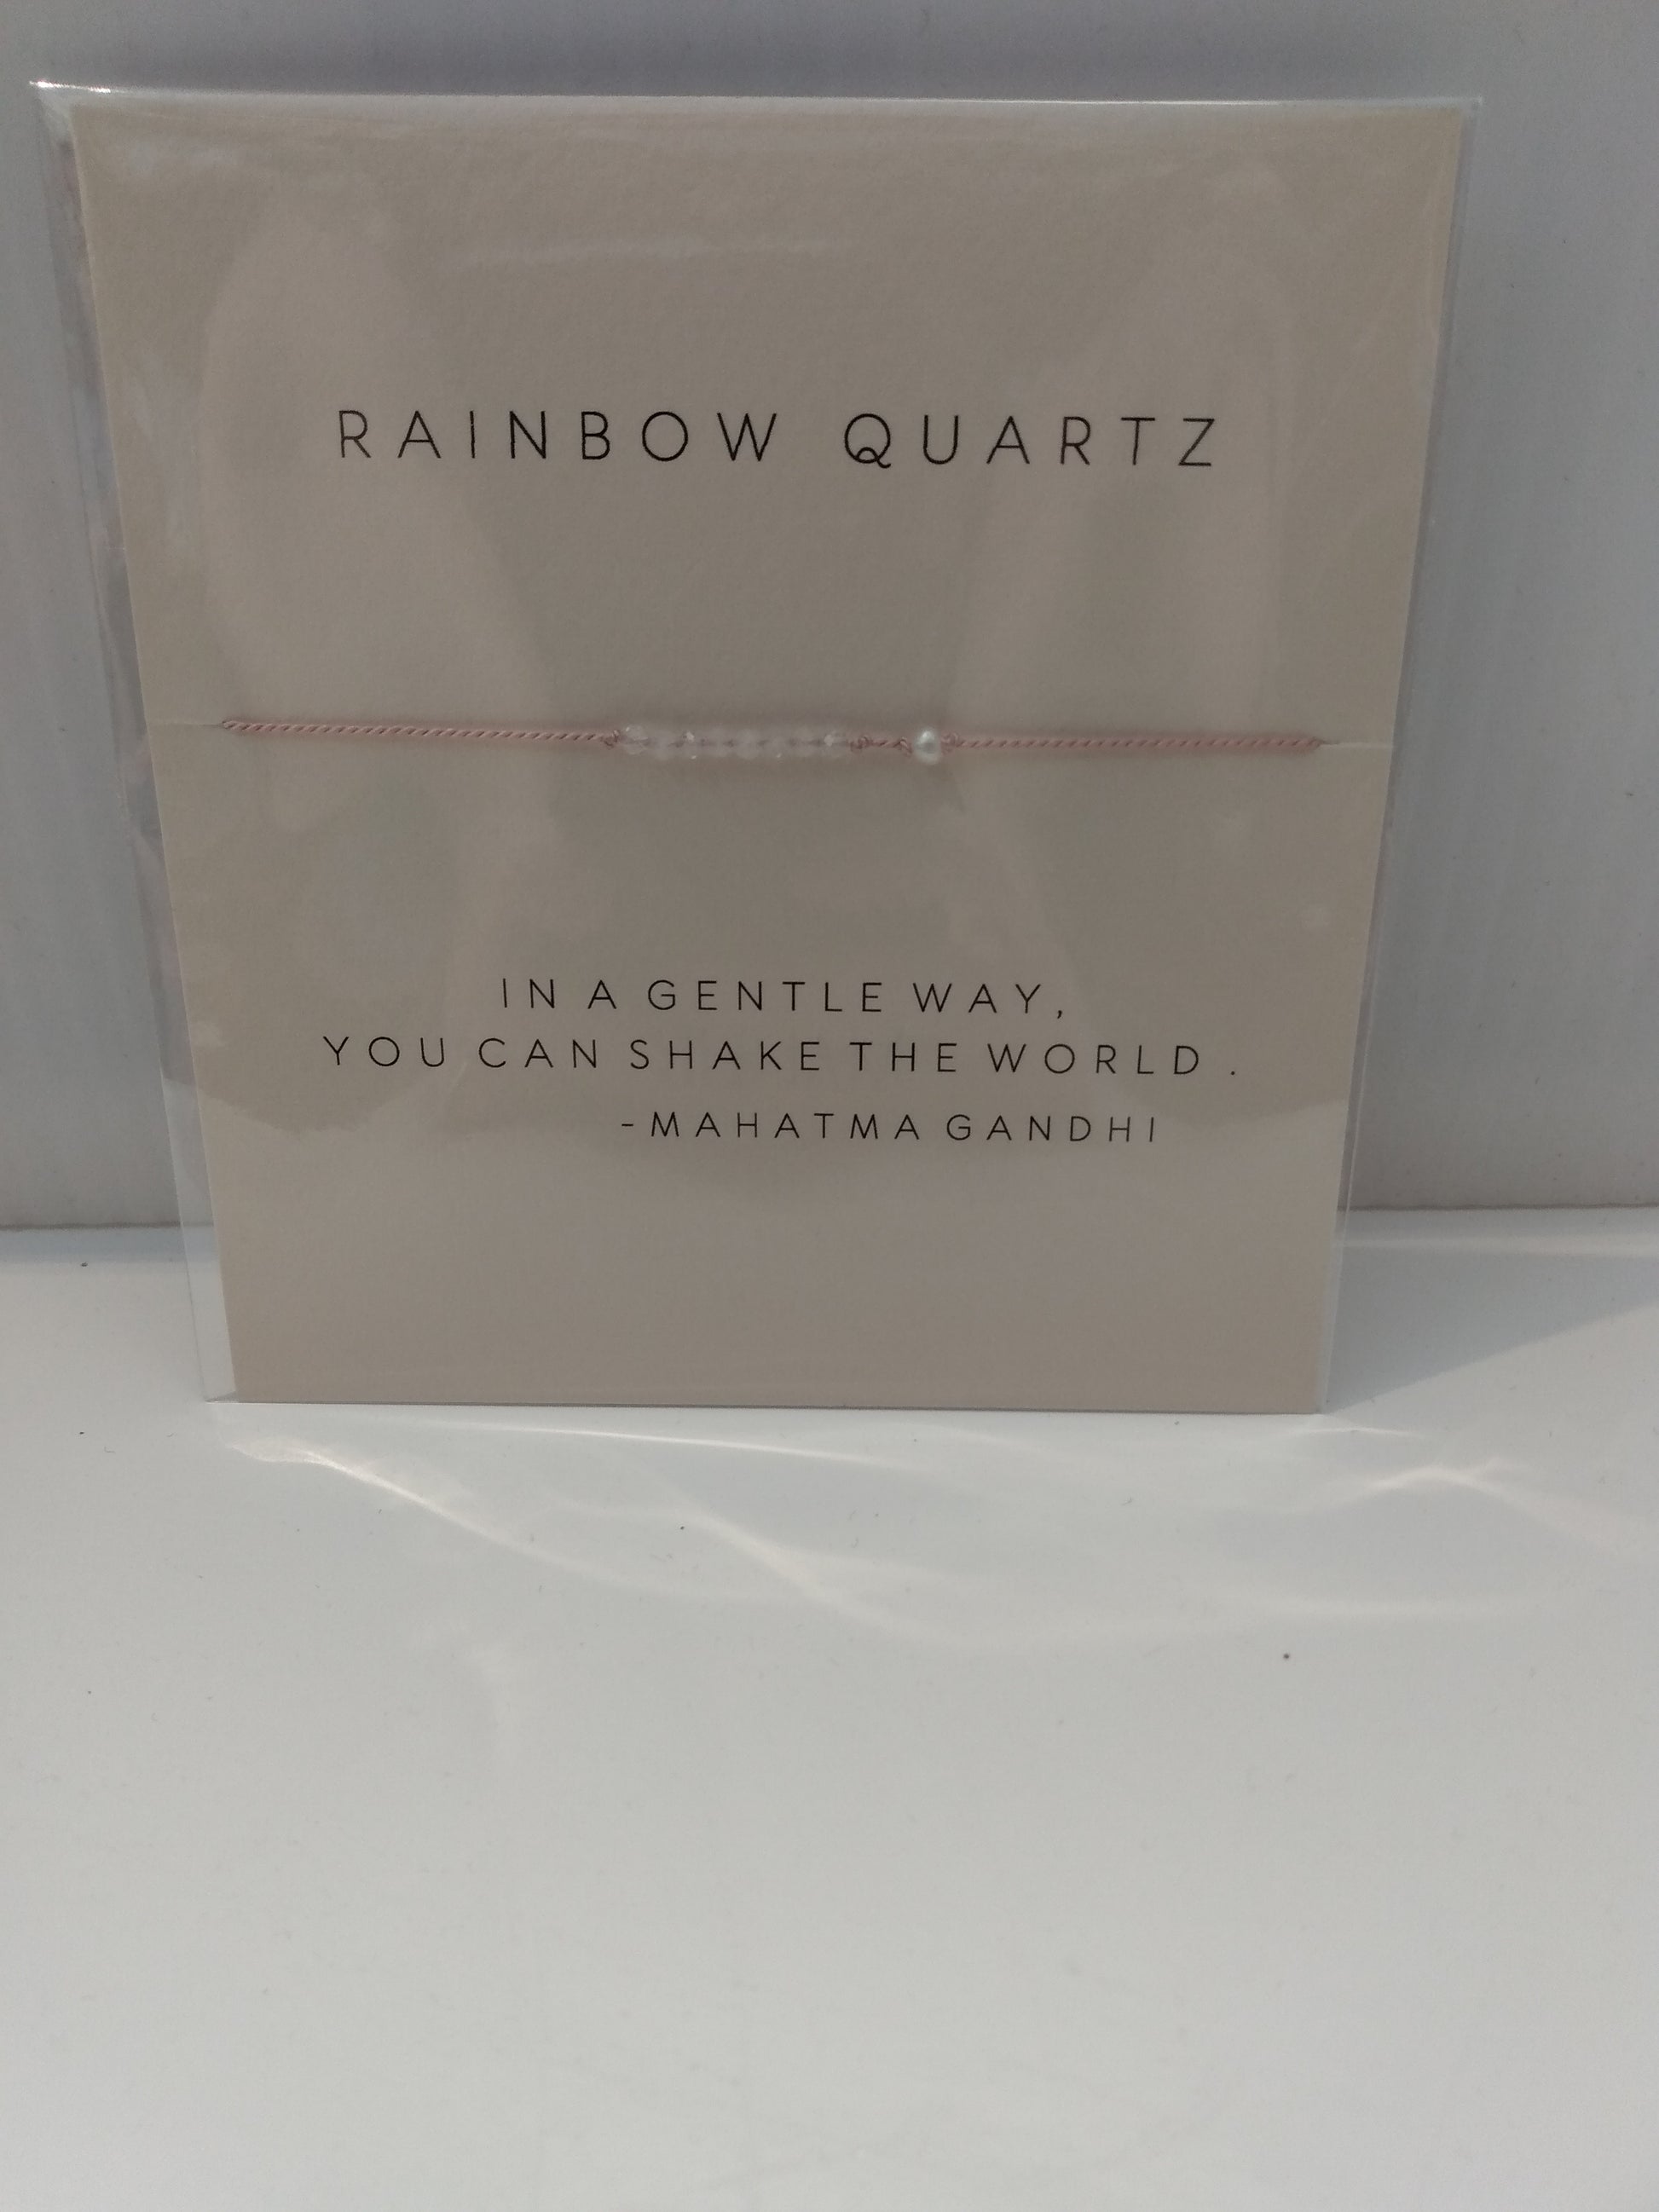 RAINBOW QUARTZ
IN A GENTLE WAY,
YOU CAN SHAKE THE WORLD .
-MAHATMA GANDHI